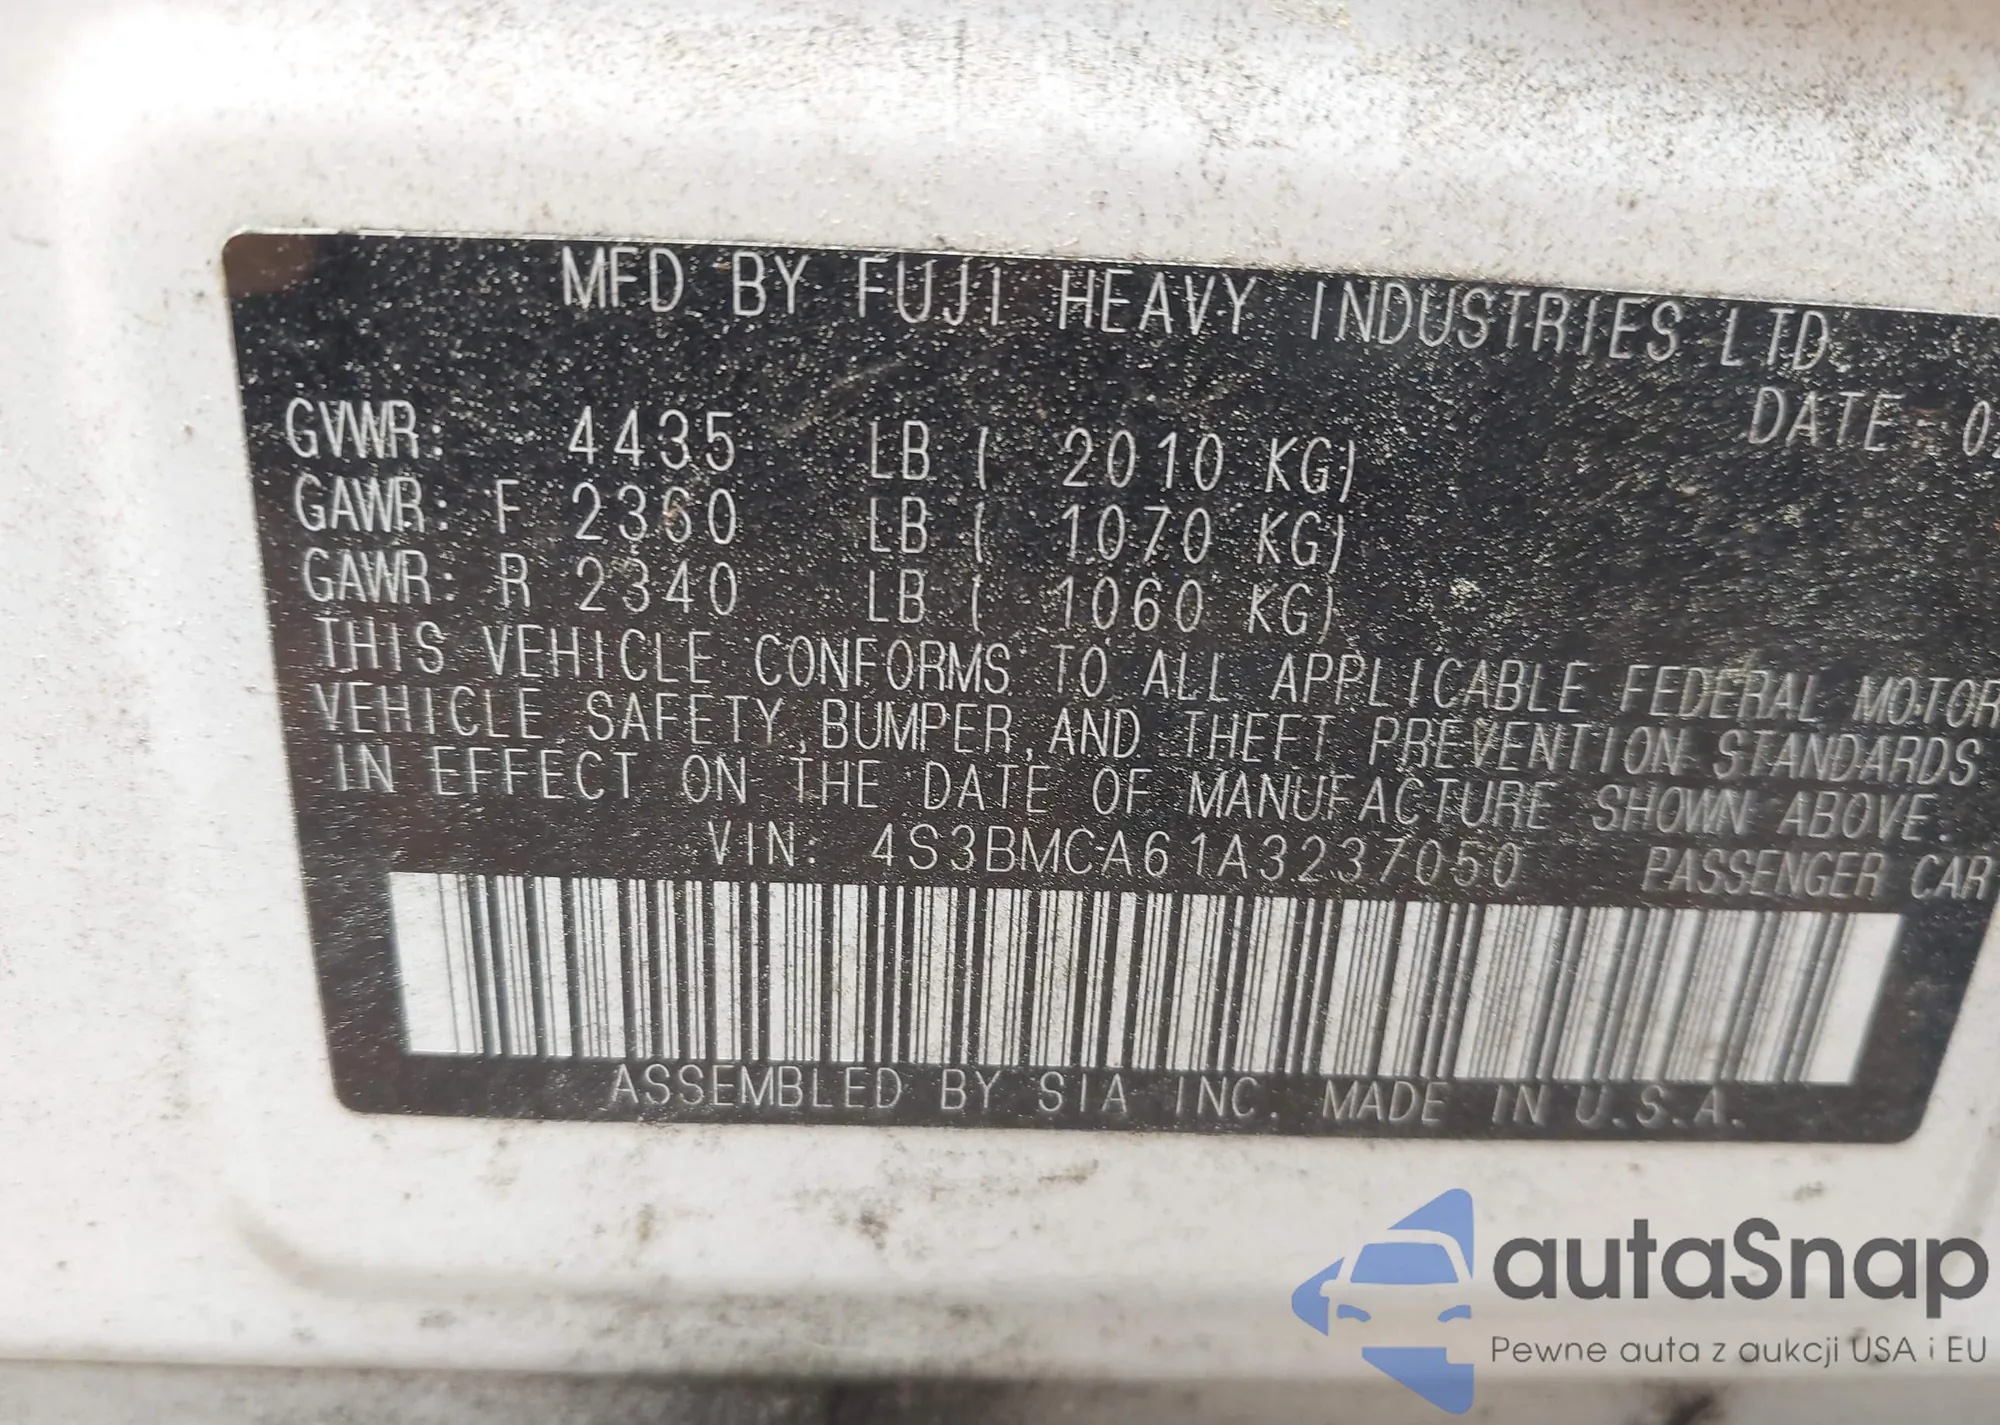 MFD BY FUJI HEAVY INDUSTRIES LTD.
DATE 02
GVWR: 4435 LB ( 2010 KG)
GAWR: F 2360 LB ( 1070 KG)
GAWR: R 2340 LB ( 1060 KG)
THIS VEHICLE CONFORMS TO ALL APPLICABLE FEDERAL MOTOR
VEHICLE SAFETY, BUMPER, AND THEFT PREVENTION STANDARDS
IN EFFECT ON THE DATE OF MANUFACTURE SHOWN ABOVE.
VIN: 4S3BMCA61A3237050 PASSENGER CAR
ASSEMBLED BY SIA INC. MADE IN U.S.A.
autaSnap
Pewne auta z aukcji USA i EU